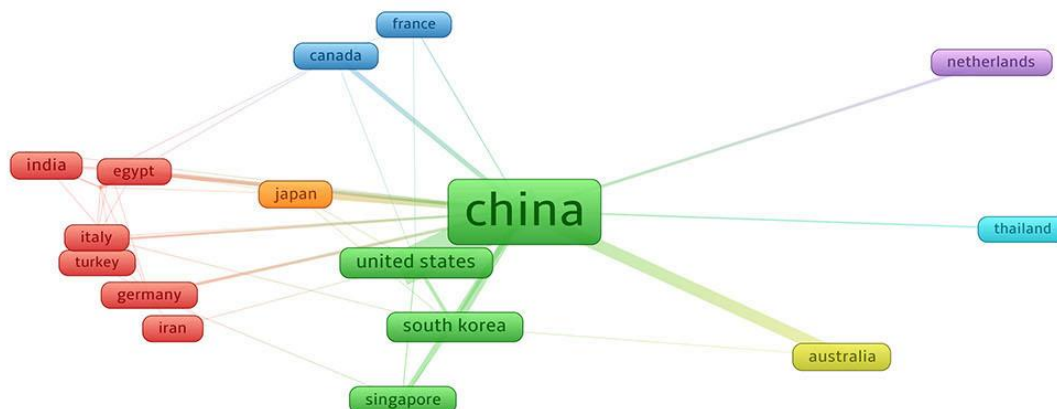 france
canada
netherlands
india
egypt
japan
china
thailand
italy
turkey
united states
germany
iran
south korea
australia
singapore